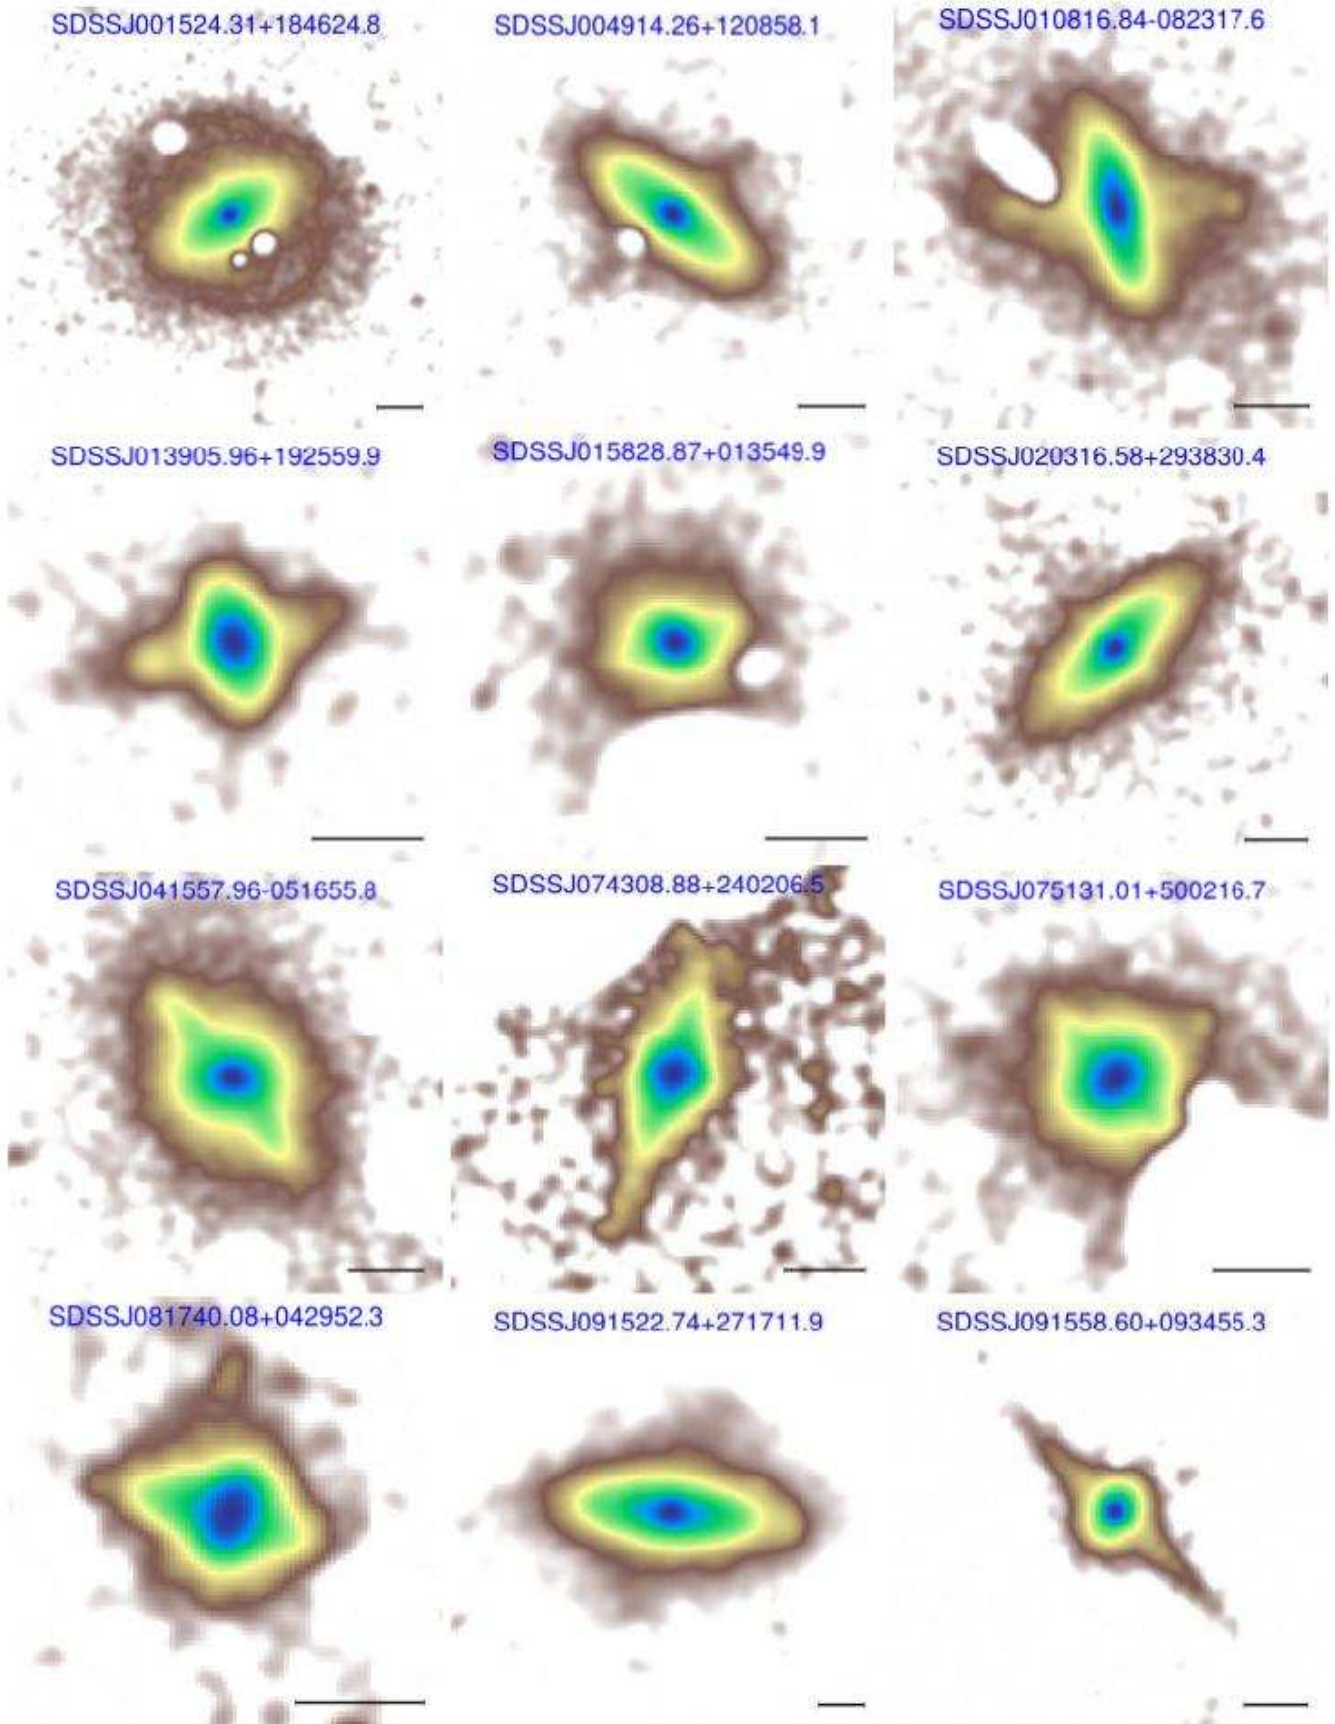 SDSSJ001524.31+184624.8
SDSSJ004914.26+120858.1
SDSSJ010816.84-082317.6
SDSSJ013905.96+192559.9
SDSSJ015828.87+013549.9
SDSSJ020316.58+293830.4
SDSSJ041557.96-051655.8
SDSSJ074308.88+240206.5
SDSSJ075131.01+500216.7
SDSSJ081740.08+042952.3
SDSSJ091522.74+271711.9
SDSSJ091558.60+093455.3